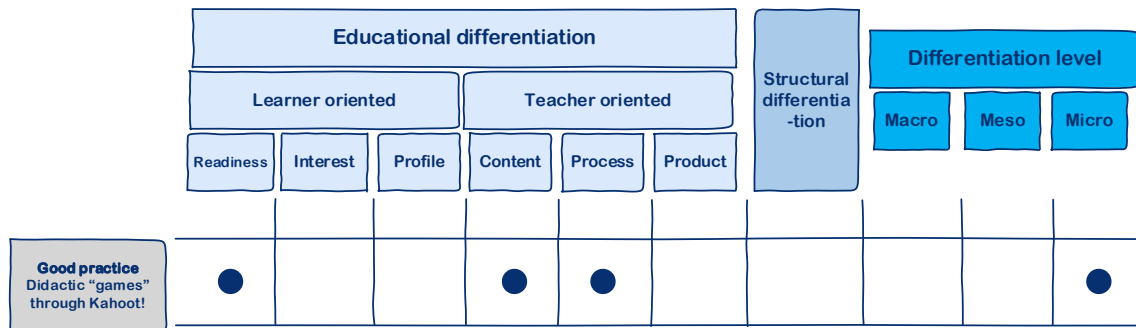 Educational differentiation
Structural
differentia
-tion
Differentiation level
Learner oriented
Teacher oriented
Macro
Meso
Micro
Readiness
Interest
Profile
Content
Process
Product
Good practice
Didactic “games”
through Kahoot!